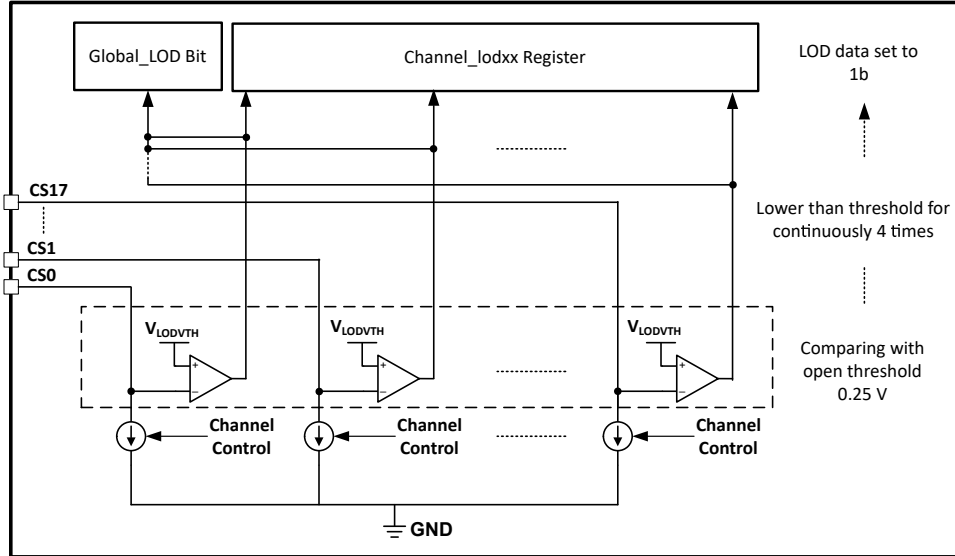 Global_LOD Bit
Channel_lodxx Register
LOD data set to
1b
CS17
Lower than threshold for
continuously 4 times
CS1
CS0
VLODVTH
VLODVTH
VLODVTH
+
−
+
−
+
−
Comparing with
open threshold
0.25 V
Channel
Control
Channel
Control
Channel
Control
GND